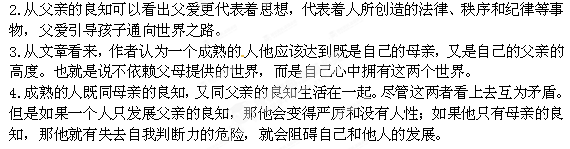 2.从父亲的良知可以看出父爱更代表着思想，代表着人所创造的法律、秩序和纪律等事
物，父爱引导孩子通向世界之路。
3.从文章看来，作者认为一个成熟的人他应该达到既是自己的母亲，又是自己的父亲的
高度。也就是说不依赖父母提供的世界，而是自己心中拥有这两个世界。
4.成熟的人既同母亲的良知，又同父亲的良知生活在一起。尽管这两者看上去互为矛盾。
但是如果一个人只发展父亲的良知，那他会变得严厉和没有人性；如果他只有母亲的良
知，那他就有失去自我判断力的危险，就会阻碍自己和他人的发展。